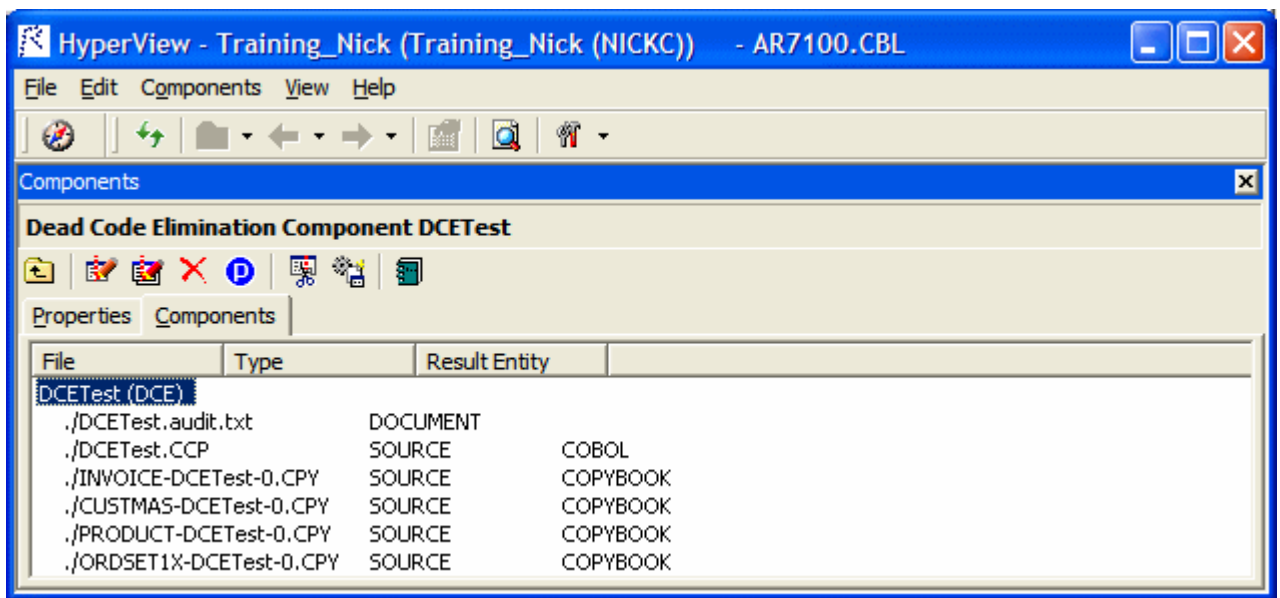 HyperView - Training_Nick (Training_Nick (NICKC)) - AR7100.CBL
File Edit Components View Help
Components
Dead Code Elimination Component DCETest
P
Properties Components
File Type Result Entity
DCETest (DCE)
./DCETest.audit.txt DOCUMENT
./DCETest.CCP SOURCE COBOL
./INVOICE-DCETest-0.CPY SOURCE COPYBOOK
./CUSTMAS-DCETest-0.CPY SOURCE COPYBOOK
./PRODUCT-DCETest-0.CPY SOURCE COPYBOOK
./ORDSET1X-DCETest-0.CPY SOURCE COPYBOOK